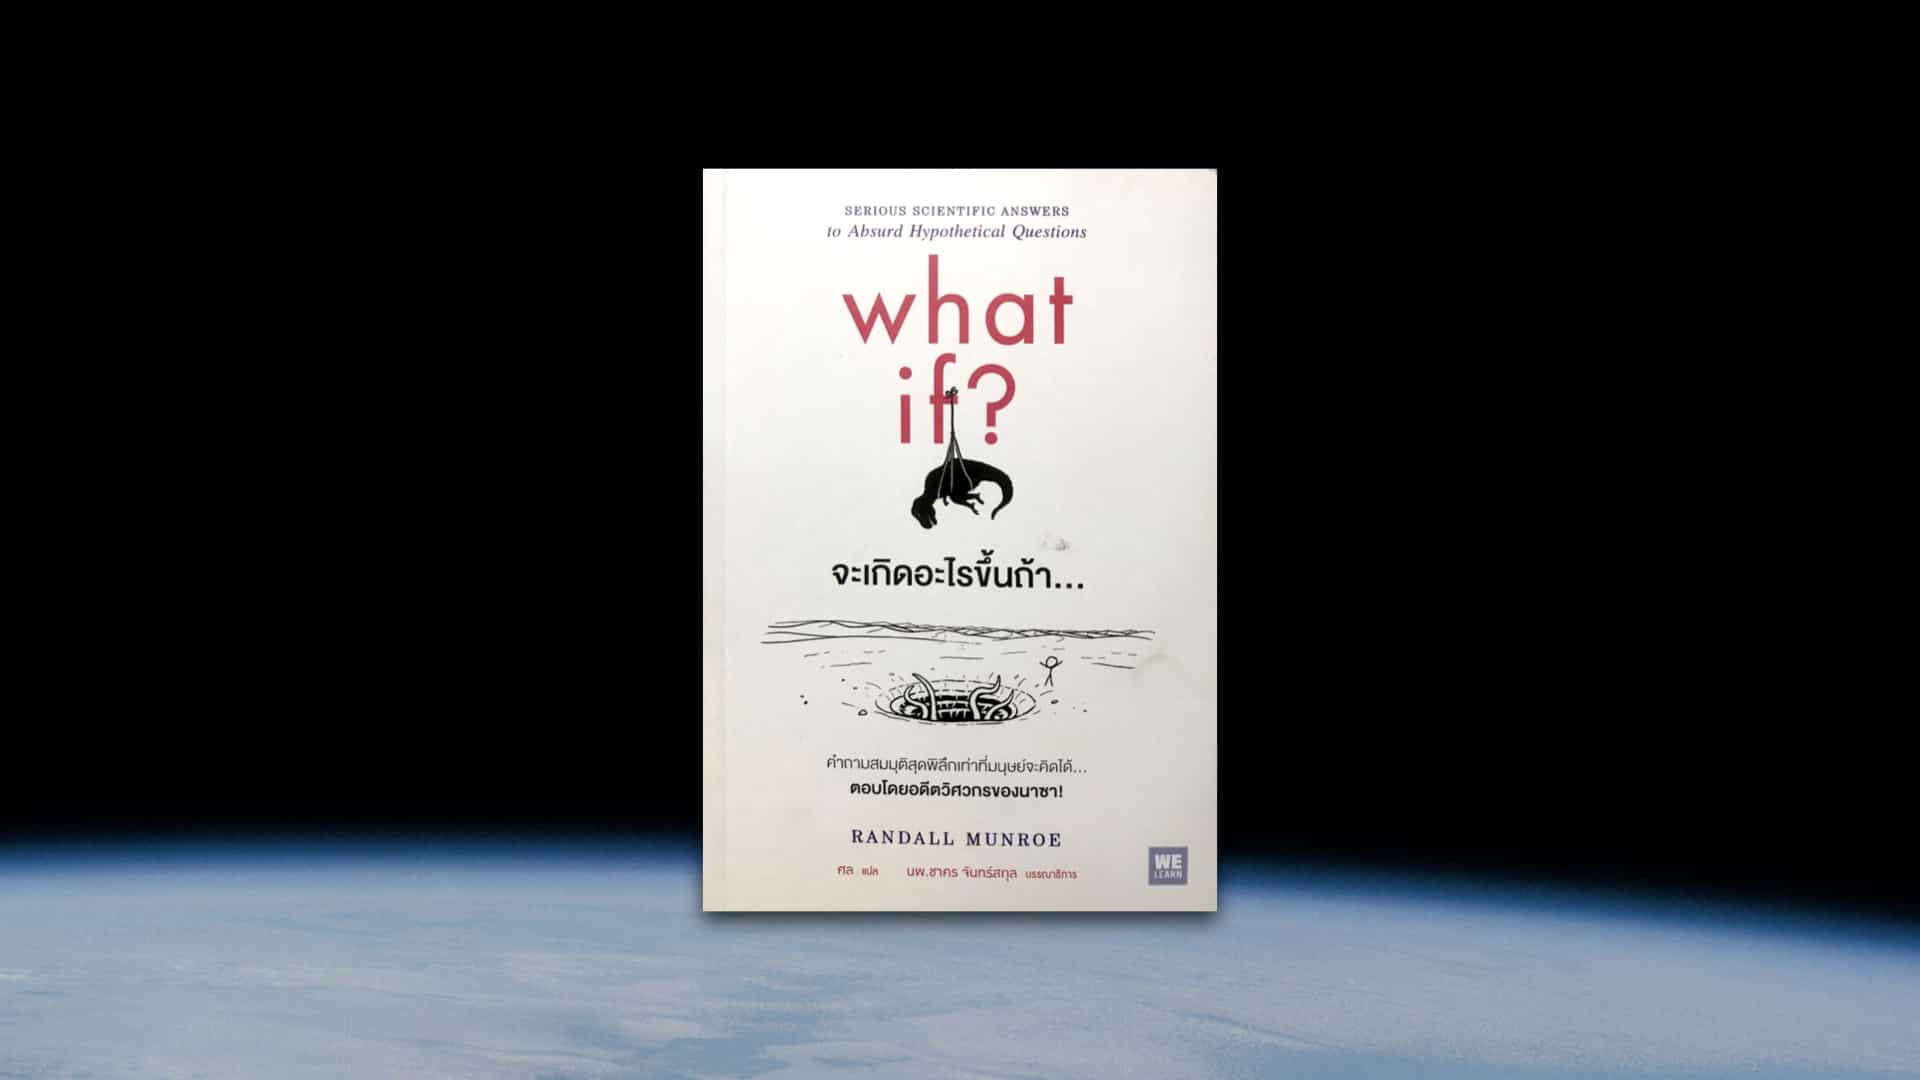 SERIOUS SCIENTIFIC ANSWERS
to Absurd Hypothetical Questions
what
if?
จะเกิดอะไรขึ้นถ้า...
คำถามสมมุติสุดพิลึกเท่าที่มนุษย์จะคิดได้...
ตอบโดยอดีตวิศวกรของนาซา!
RANDALL MUNROE
ศล แปล นพ.ชาคร จันทร์สกุล บรรณาธิการ
WE
LEARN